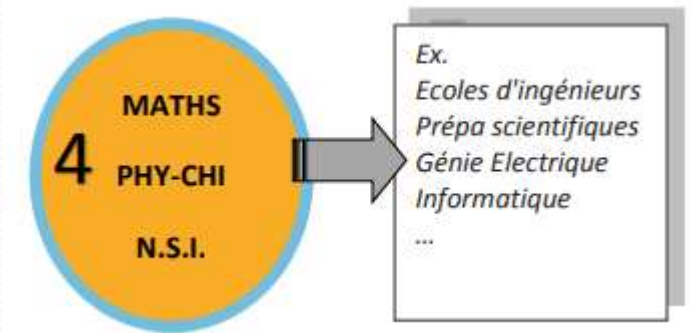 MATHS
4
PHY-CHI
N.S.I.
Ex.
Ecoles d'ingénieurs
Prépa scientifiques
Génie Electrique
Informatique
...